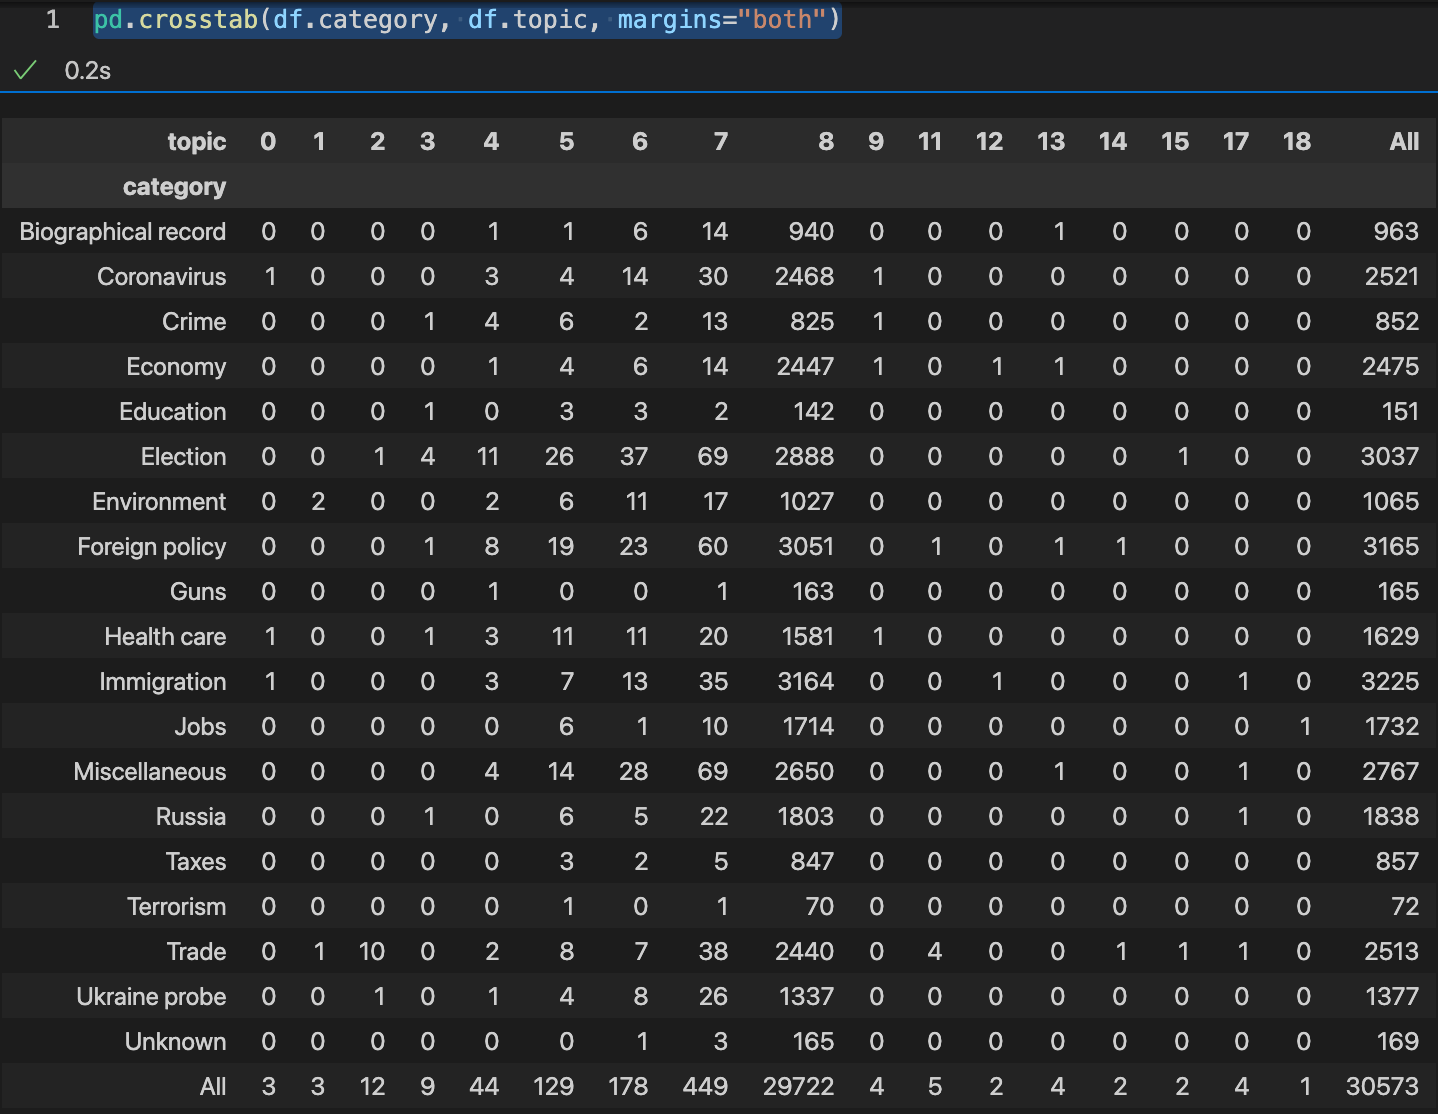 1 pd.crosstab(df.category, df.topic, margins="both")
0.2s
topic 0 1 2 3 4 5 6 7 8 9 11 12 13 14 15 17 18 All
category
Biographical record 0 0 0 0 1 1 6 14 940 0 0 0 1 0 0 0 0 963
Coronavirus 1 0 0 0 3 4 14 30 2468 1 0 0 0 0 0 0 0 2521
Crime 0 0 0 1 4 6 2 13 825 1 0 0 0 0 0 0 0 852
Economy 0 0 0 0 1 4 6 14 2447 1 0 1 1 0 0 0 0 2475
Education 0 0 0 1 0 3 3 2 142 0 0 0 0 0 0 0 0 151
Election 0 0 1 4 11 26 37 69 2888 0 0 0 0 0 1 0 0 3037
Environment 0 2 0 0 2 6 11 17 1027 0 0 0 0 0 0 0 0 1065
Foreign policy 0 0 0 1 8 19 23 60 3051 0 1 0 1 1 0 0 0 3165
Guns 0 0 0 0 1 0 0 1 163 0 0 0 0 0 0 0 0 165
Health care 1 0 0 1 3 11 11 20 1581 1 0 0 0 0 0 0 0 1629
Immigration 1 0 0 0 3 7 13 35 3164 0 0 1 0 0 0 1 0 3225
Jobs 0 0 0 0 0 6 1 10 1714 0 0 0 0 0 0 0 1 1732
Miscellaneous 0 0 0 0 4 14 28 69 2650 0 0 0 1 0 0 1 0 2767
Russia 0 0 0 1 0 6 5 22 1803 0 0 0 0 0 0 1 0 1838
Taxes 0 0 0 0 0 3 2 5 847 0 0 0 0 0 0 0 0 857
Terrorism 0 0 0 0 0 1 0 1 70 0 0 0 0 0 0 0 0 72
Trade 0 1 10 0 2 8 7 38 2440 0 4 0 0 1 1 1 0 2513
Ukraine probe 0 0 1 0 1 4 8 26 1337 0 0 0 0 0 0 0 0 1377
Unknown 0 0 0 0 0 0 1 3 165 0 0 0 0 0 0 0 0 169
All 3 3 12 9 44 129 178 449 29722 4 5 2 4 2 2 4 1 30573